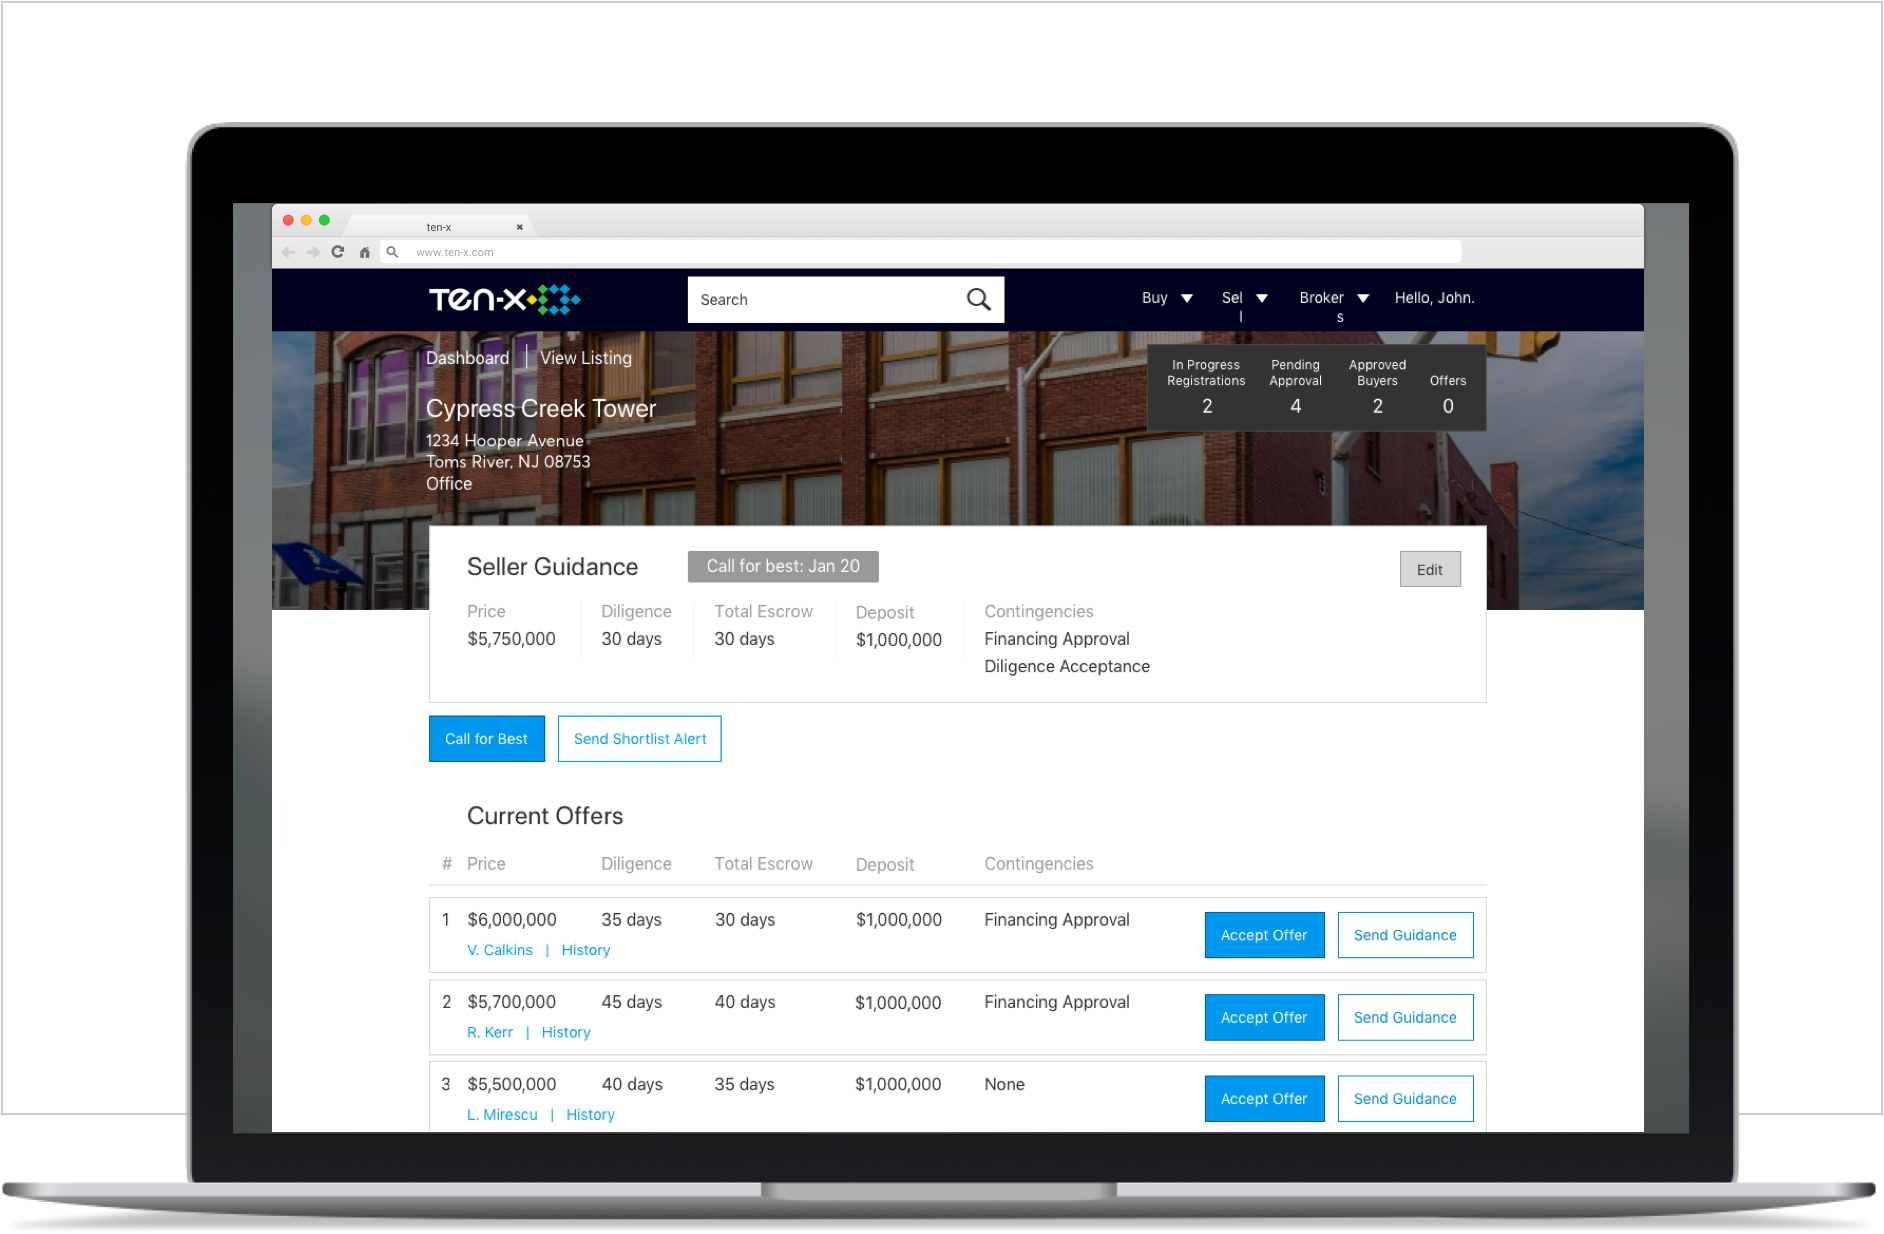 ten-x
www.ten-x.com
Ten-X
Search
Buy
Sel
l
Broker
s
Hello, John.
Dashboard | View Listing
Cypress Creek Tower
1234 Hooper Avenue
Toms River, NJ 08753
Office
In Progress
Registrations
2
Pending
Approval
4
Approved
Buyers
2
Offers
0
Seller Guidance
Call for best: Jan 20
Edit
Price Diligence Total Escrow Deposit Contingencies
$5,750,000 30 days 30 days $1,000,000 Financing Approval
Diligence Acceptance
Call for Best
Send Shortlist Alert
Current Offers
# Price Diligence Total Escrow Deposit Contingencies
1 $6,000,000 35 days 30 days $1,000,000 Financing Approval
Accept Offer Send Guidance
V. Calkins | History
2 $5,700,000 45 days 40 days $1,000,000 Financing Approval
Accept Offer Send Guidance
R. Kerr | History
3 $5,500,000 40 days 35 days $1,000,000 None
Accept Offer Send Guidance
L. Mirescu | History